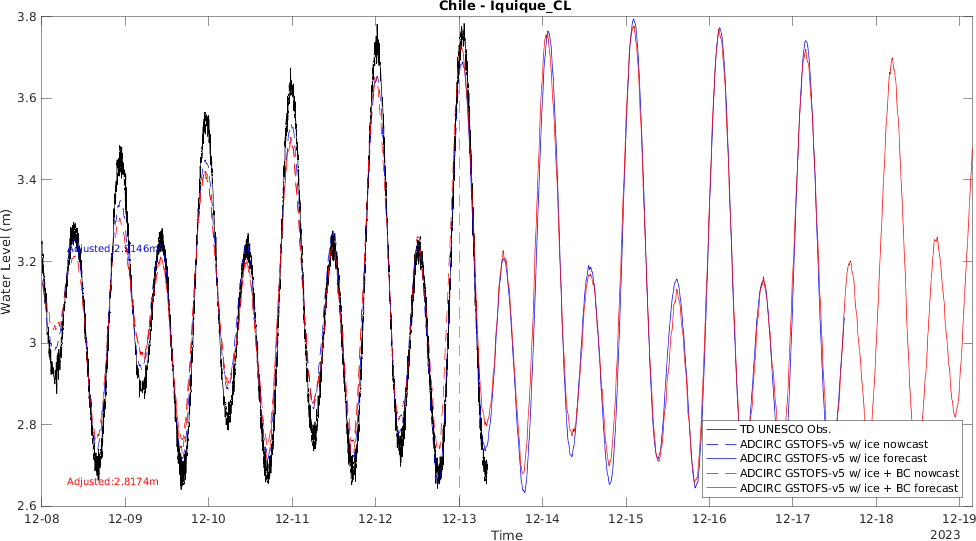 Chile - Iquique_CL
3.8
3.6
3.4
3.2
3
2.8
2.6
Water Level (m)
Adjusted:2.8174m
TD UNESCO Obs.
ADCIRC GSTOFS-v5 w/ ice nowcast
ADCIRC GSTOFS-v5 w/ ice forecast
ADCIRC GSTOFS-v5 w/ ice + BC nowcast
ADCIRC GSTOFS-v5 w/ ice + BC forecast
12-08 12-09 12-10 12-11 12-12 12-13 12-14 12-15 12-16 12-17 12-18 12-19
Time
2023